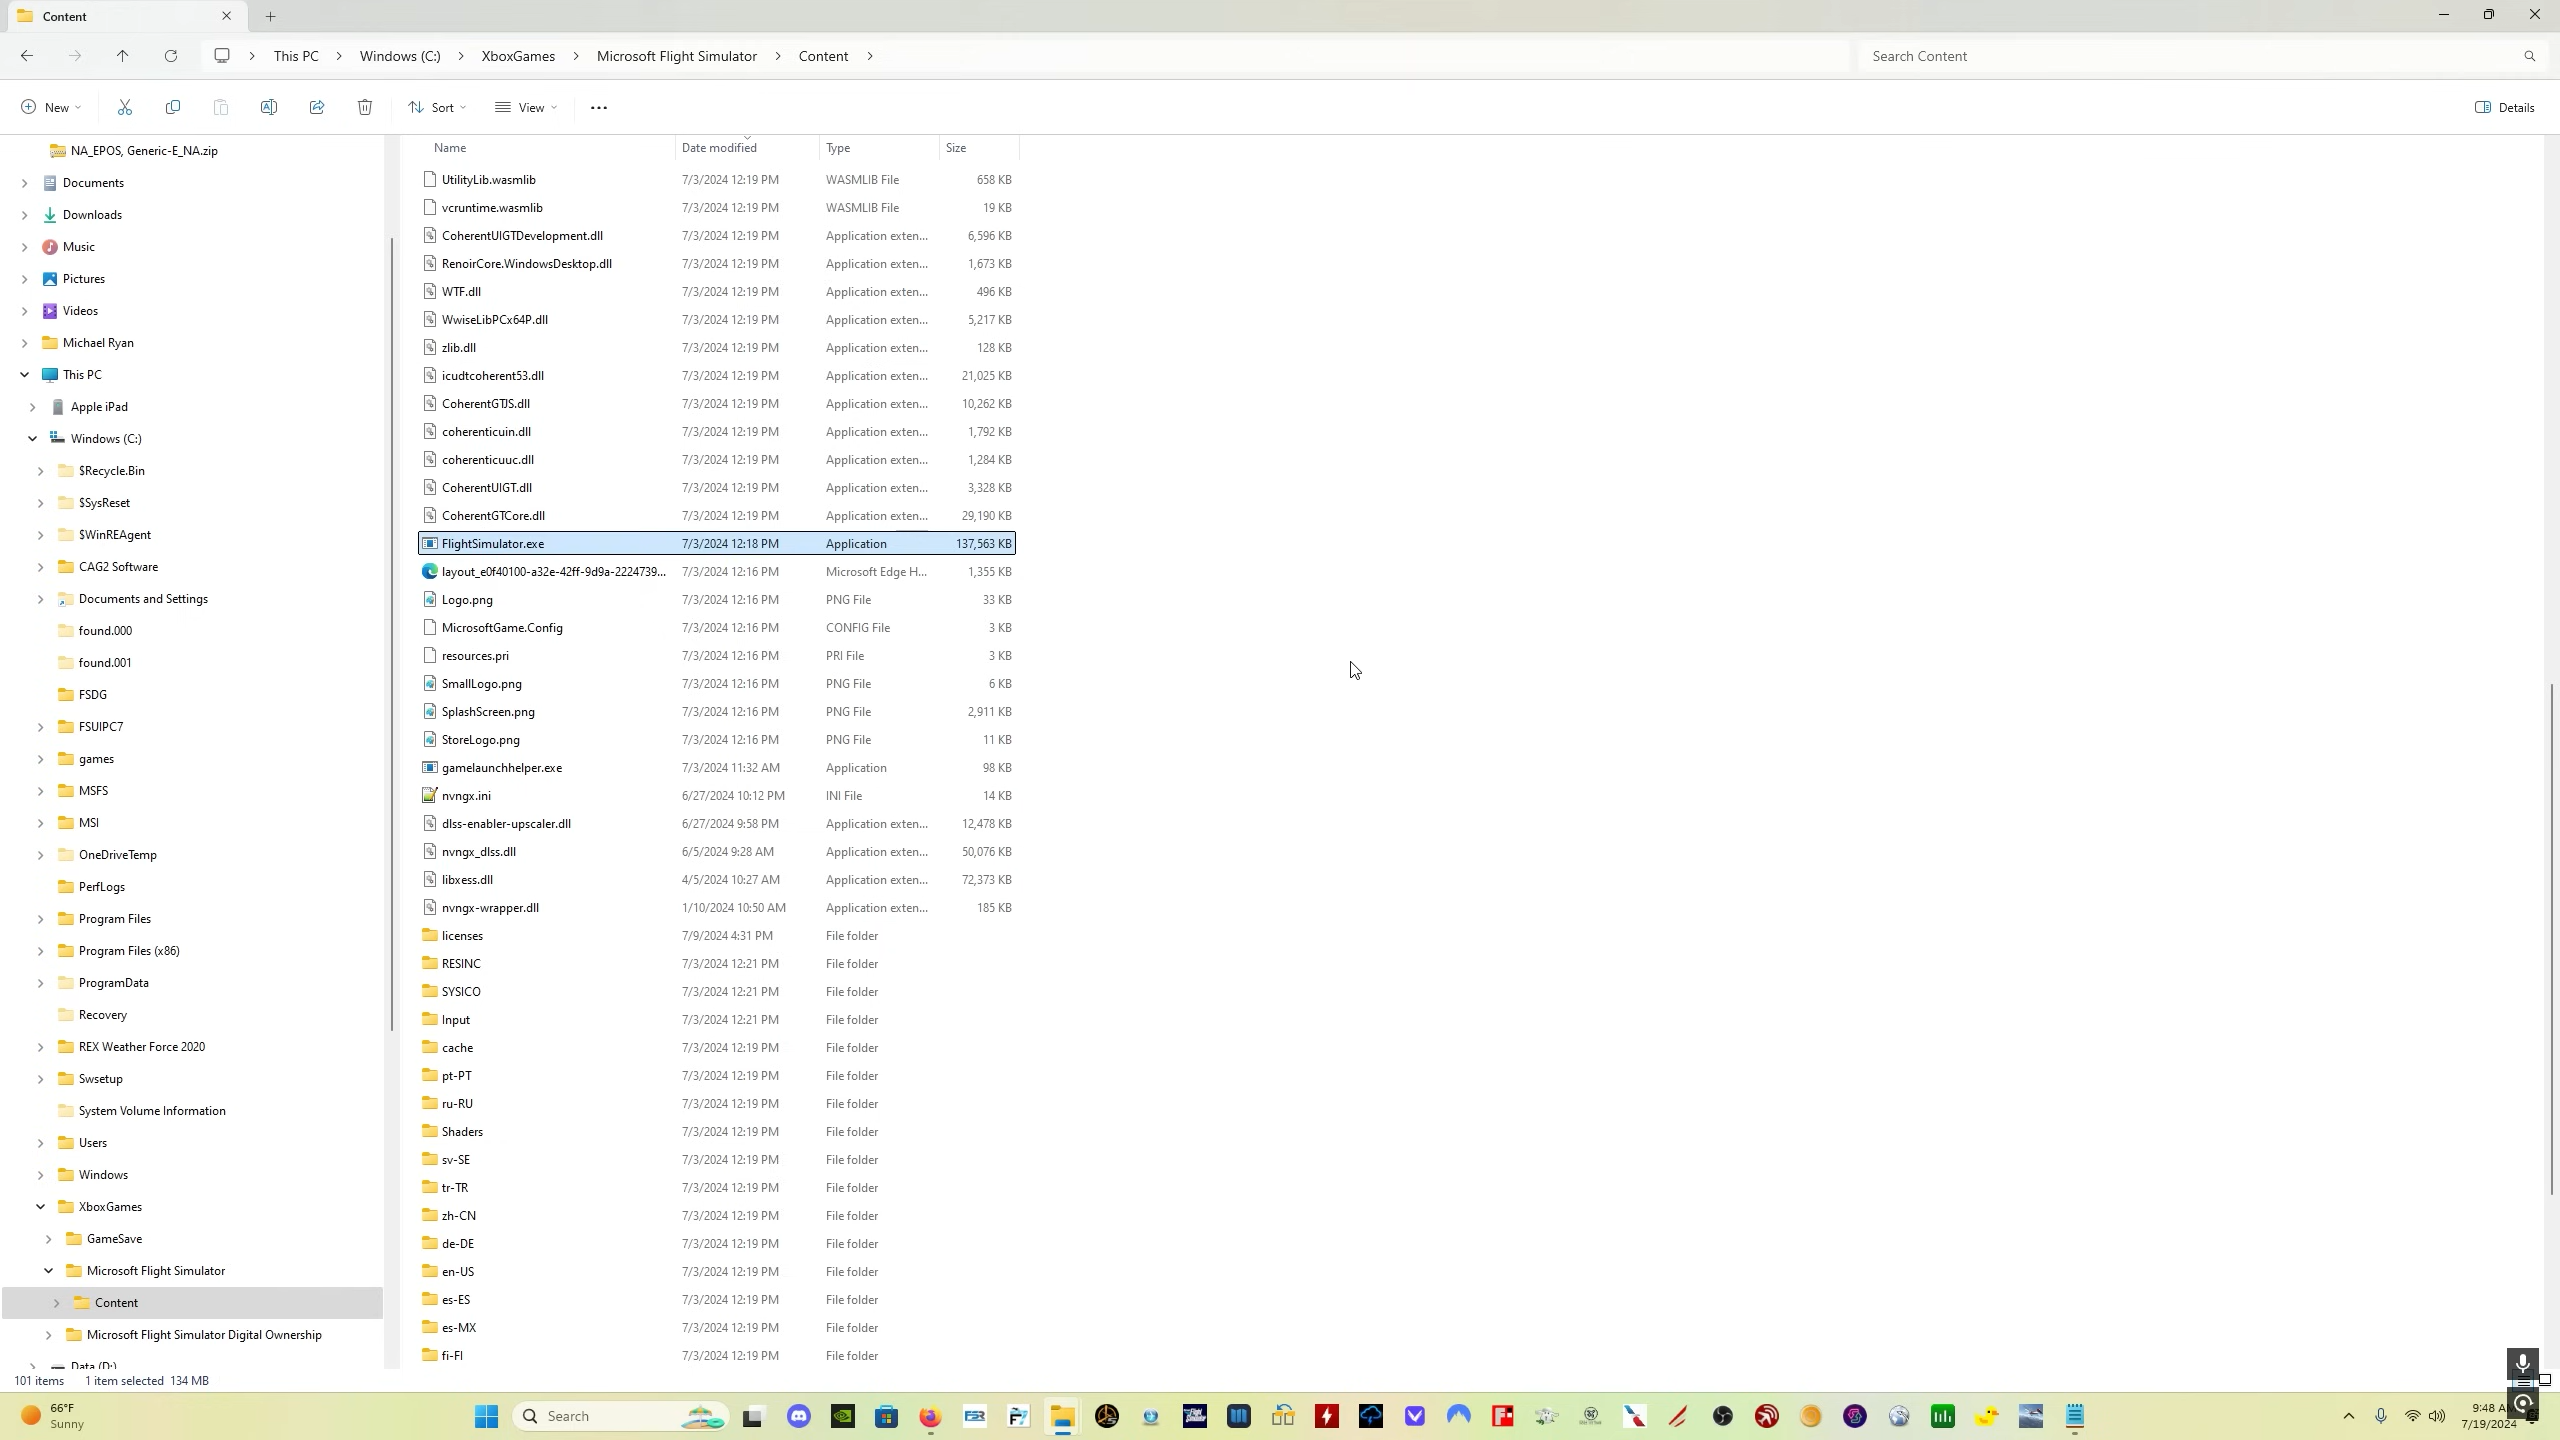 Content
This PC > Windows (C:) > XboxGames > Microsoft Flight Simulator > Content >
Search Content
New
Sort
View
Details
NA_EPOS, Generic-E_NA.zip
Documents
Downloads
Music
Pictures
Videos
Michael Ryan
This PC
Apple iPad
Windows (C:)
$Recycle.Bin
$SysReset
$WinREAgent
CAG2 Software
Documents and Settings
found.000
found.001
FSDG
FSUIPC7
games
MSFS
MSI
OneDriveTemp
PerfLogs
Program Files
Program Files (x86)
ProgramData
Recovery
REX Weather Force 2020
Swsetup
System Volume Information
Users
Windows
XboxGames
GameSave
Microsoft Flight Simulator
Content
Microsoft Flight Simulator Digital Ownership
Data (D:)
Name Date modified Type Size
UtilityLib.wasmlib 7/3/2024 12:19 PM WASMLIB File 658 KB
vcruntime.wasmlib 7/3/2024 12:19 PM WASMLIB File 19 KB
CoherentUIGTDevelopment.dll 7/3/2024 12:19 PM Application exten... 6,596 KB
RenoirCore.WindowsDesktop.dll 7/3/2024 12:19 PM Application exten... 1,673 KB
WTF.dll 7/3/2024 12:19 PM Application exten... 496 KB
WwiseLibPCx64P.dll 7/3/2024 12:19 PM Application exten... 5,217 KB
zlib.dll 7/3/2024 12:19 PM Application exten... 128 KB
icudtcoherent53.dll 7/3/2024 12:19 PM Application exten... 21,025 KB
CoherentGTJS.dll 7/3/2024 12:19 PM Application exten... 10,262 KB
coherenticuin.dll 7/3/2024 12:19 PM Application exten... 1,792 KB
coherenticuuc.dll 7/3/2024 12:19 PM Application exten... 1,284 KB
CoherentUIGT.dll 7/3/2024 12:19 PM Application exten... 3,328 KB
CoherentGTCore.dll 7/3/2024 12:19 PM Application exten... 29,190 KB
FlightSimulator.exe 7/3/2024 12:18 PM Application 137,563 KB
layout_e0f40100-a32e-42ff-9d9a-2224739... 7/3/2024 12:16 PM Microsoft Edge H... 1,355 KB
Logo.png 7/3/2024 12:16 PM PNG File 33 KB
MicrosoftGame.Config 7/3/2024 12:16 PM CONFIG File 3 KB
resources.pri 7/3/2024 12:16 PM PRI File 3 KB
SmallLogo.png 7/3/2024 12:16 PM PNG File 6 KB
SplashScreen.png 7/3/2024 12:16 PM PNG File 2,911 KB
StoreLogo.png 7/3/2024 12:16 PM PNG File 11 KB
gamelaunchhelper.exe 7/3/2024 11:32 AM Application 98 KB
nvngx.ini 6/27/2024 10:12 PM INI File 14 KB
dlss-enabler-upscaler.dll 6/27/2024 9:58 PM Application exten... 12,478 KB
nvngx_dlss.dll 6/5/2024 9:28 AM Application exten... 50,076 KB
libxess.dll 4/5/2024 10:27 AM Application exten... 72,373 KB
nvngx-wrapper.dll 1/10/2024 10:50 AM Application exten... 185 KB
licenses 7/9/2024 4:31 PM File folder
RESINC 7/3/2024 12:21 PM File folder
SYSICO 7/3/2024 12:21 PM File folder
Input 7/3/2024 12:21 PM File folder
cache 7/3/2024 12:19 PM File folder
pt-PT 7/3/2024 12:19 PM File folder
ru-RU 7/3/2024 12:19 PM File folder
Shaders 7/3/2024 12:19 PM File folder
sv-SE 7/3/2024 12:19 PM File folder
tr-TR 7/3/2024 12:19 PM File folder
zh-CN 7/3/2024 12:19 PM File folder
de-DE 7/3/2024 12:19 PM File folder
en-US 7/3/2024 12:19 PM File folder
es-ES 7/3/2024 12:19 PM File folder
es-MX 7/3/2024 12:19 PM File folder
fi-FI 7/3/2024 12:19 PM File folder
101 items 1 item selected 134 MB
66°F
Sunny
Search
9:48
7/19/2024